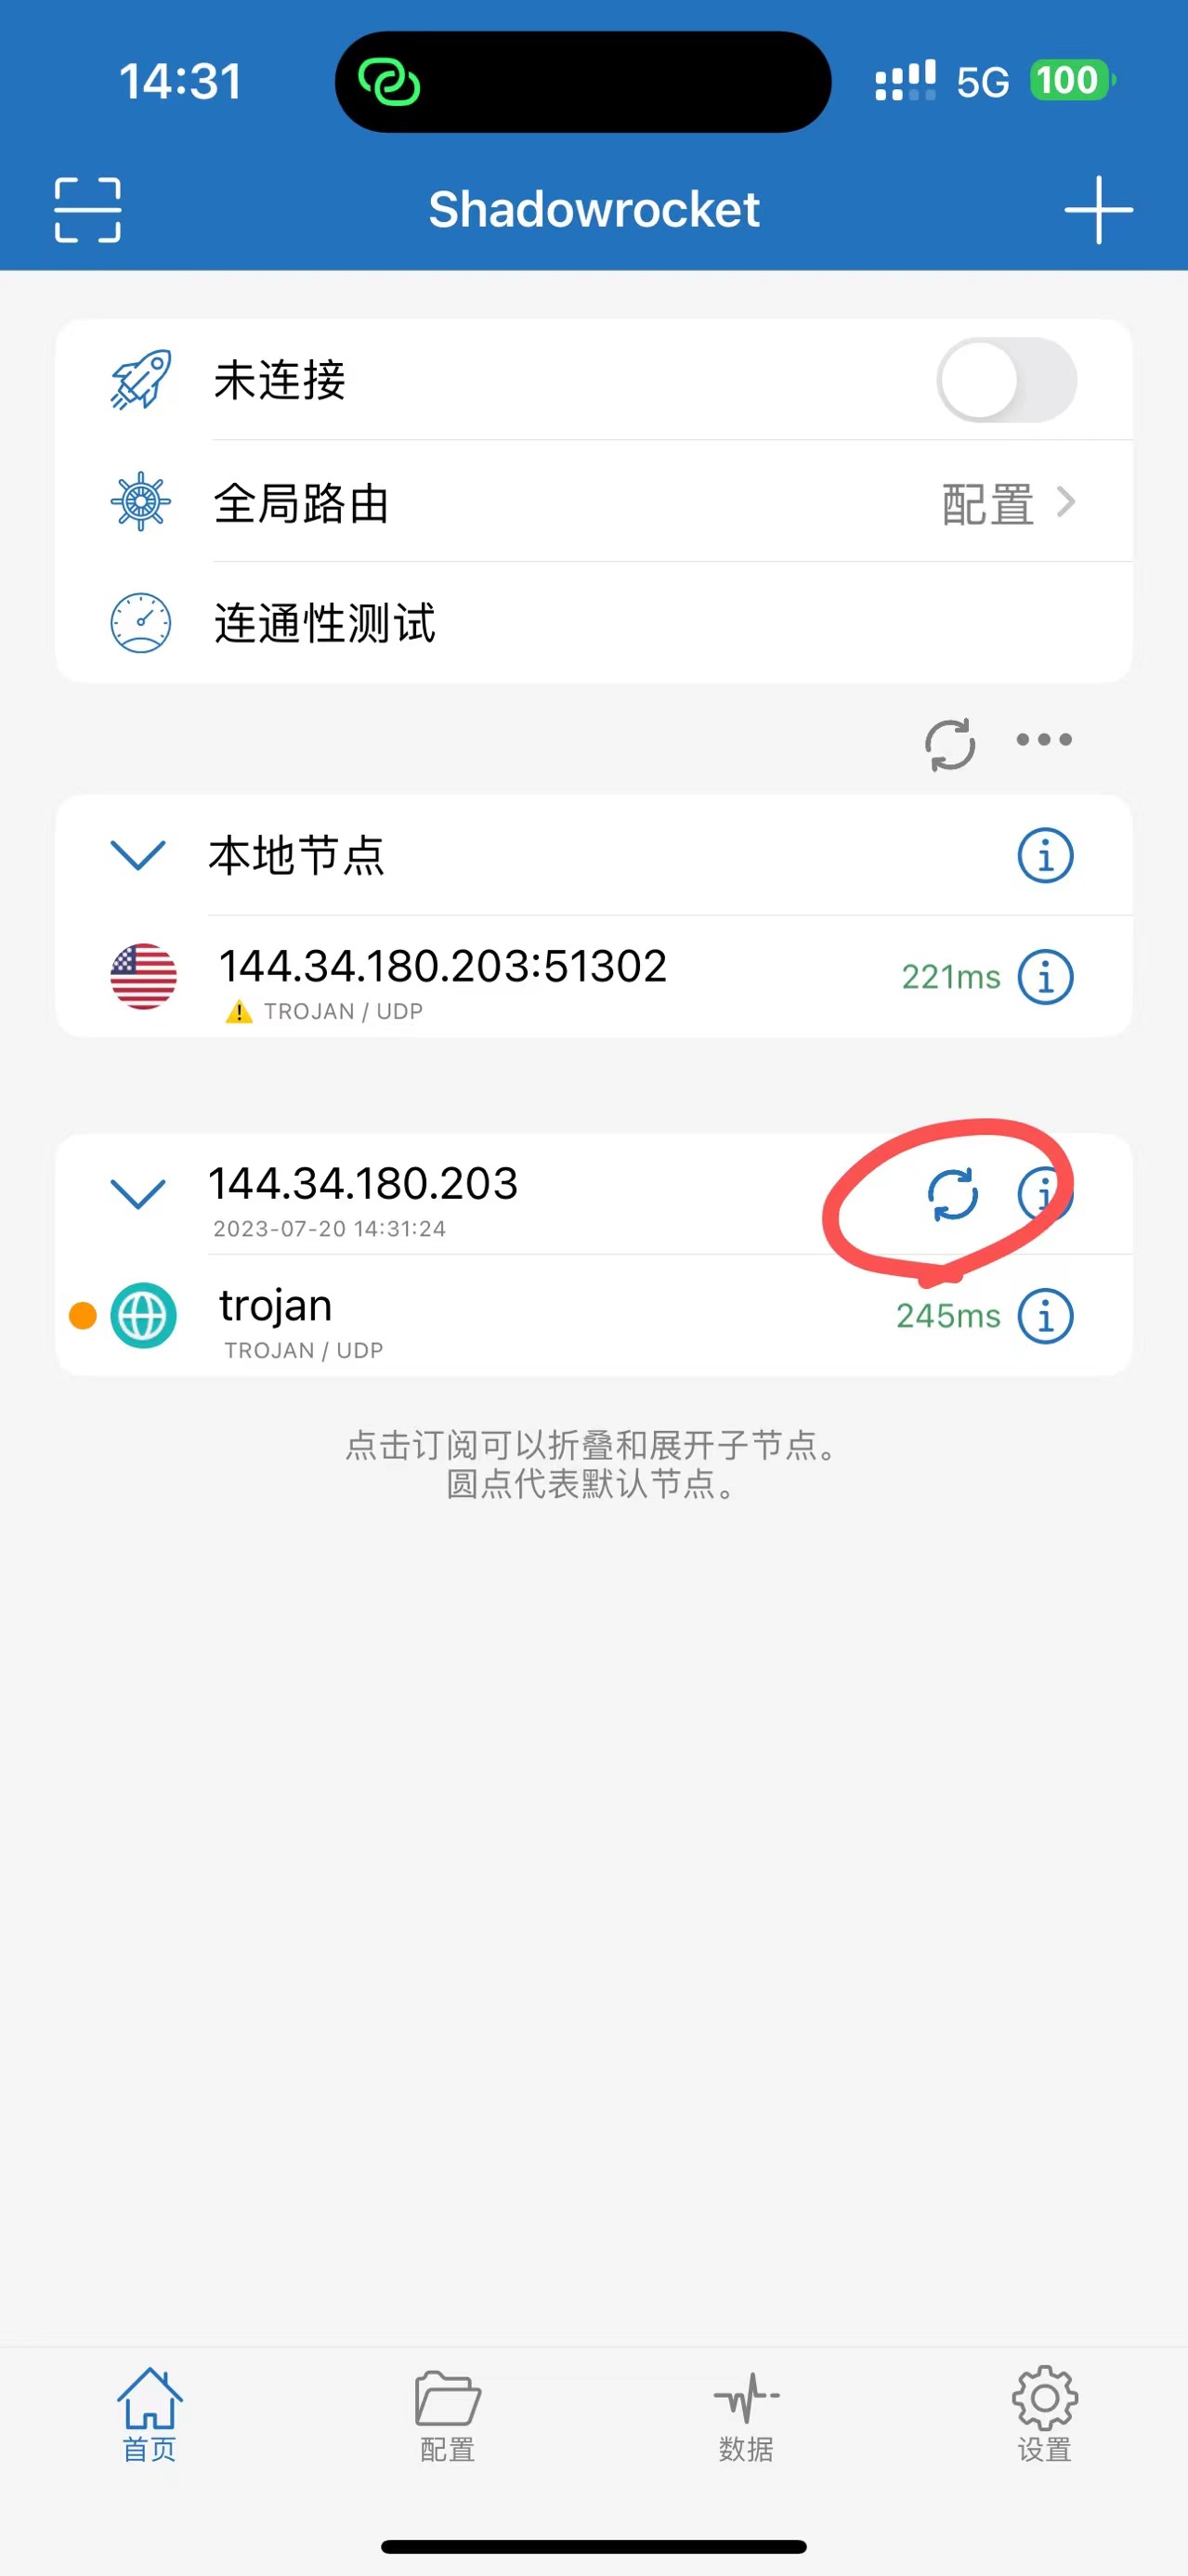 14:31
5G
100
Shadowrocket
未连接
全局路由
配置
连通性测试
本地节点
144.34.180.203:51302
221ms
TROJAN / UDP
144.34.180.203
2023-07-20 14:31:24
trojan
245ms
TROJAN / UDP
点击订阅可以折叠和展开子节点。
圆点代表默认节点。
首页
配置
数据
设置